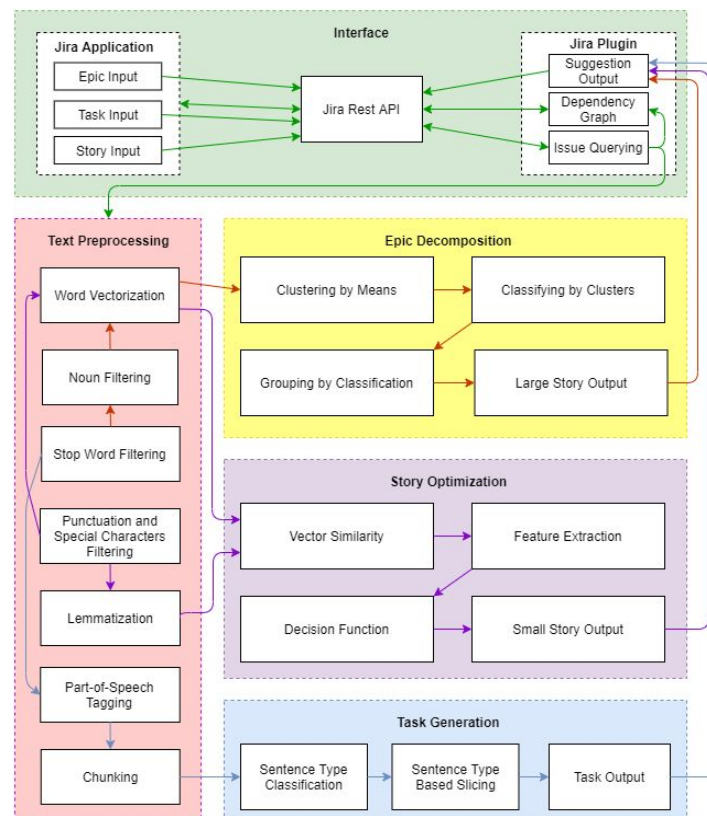 Interface
Jira Application
Epic Input
Task Input
Story Input
Jira Rest API
Jira Plugin
Suggestion
Output
Dependency
Graph
Issue Querying
Text Preprocessing
Word Vectorization
Noun Filtering
Stop Word Filtering
Punctuation and
Special Characters
Filtering
Lemmatization
Part-of-Speech
Tagging
Chunking
Epic Decomposition
Clustering by Means
Classifying by Clusters
Grouping by Classification
Large Story Output
Story Optimization
Vector Similarity
Feature Extraction
Decision Function
Small Story Output
Task Generation
Sentence Type
Classification
Sentence Type
Based Slicing
Task Output